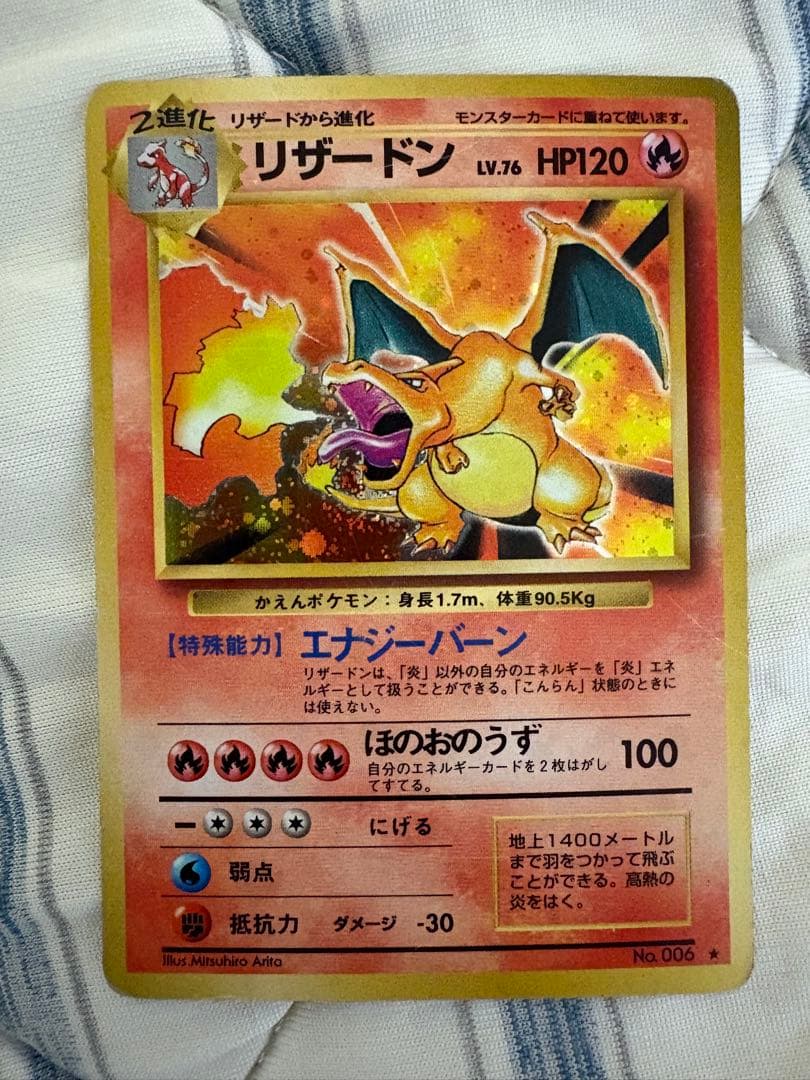 2進化 リザードから進化 モンスターカードに重ねて使います。
リザードン LV.76 HP120
かえんポケモン：身長1.7m、体重90.5Kg
【特殊能力】エナジーバーン
リザードンは、「炎」以外の自分のエネルギーを「炎」エネ
ルギーとして扱うことができる。「こんらん」状態のときに
は使えない。
ほのおのうず 100
自分のエネルギーカードを2枚はがし
てすてる。
ー にげる
弱点
抵抗力 ダメージ -30
地上1400メートル
まで羽をつかって飛ぶ
ことができる。高熱の
炎をはく。
Illus.Mitsuhiro Arita No.006 ★